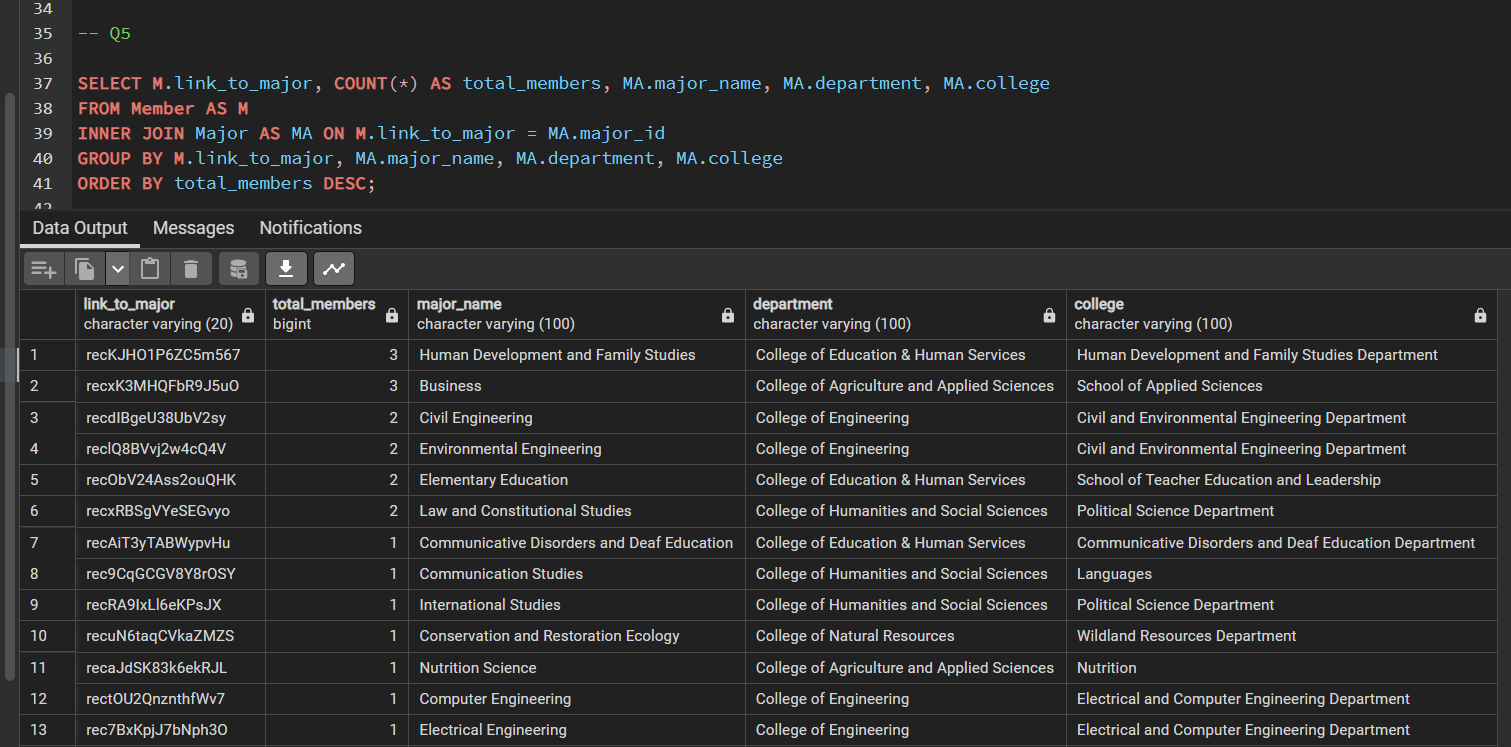 34
35 -- Q5
36
37 SELECT M.link_to_major, COUNT(*) AS total_members, MA.major_name, MA.department, MA.college
38 FROM Member AS M
39 INNER JOIN Major AS MA ON M.link_to_major = MA.major_id
40 GROUP BY M.link_to_major, MA.major_name, MA.department, MA.college
41 ORDER BY total_members DESC;
42
Data Output Messages Notifications
link_to_major total_members major_name department college
character varying (20) bigint character varying (100) character varying (100) character varying (100)
1 recKJHO1P6ZC5m567 3 Human Development and Family Studies College of Education & Human Services Human Development and Family Studies Department
2 recxK3MHQFbR9J5uO 3 Business College of Agriculture and Applied Sciences School of Applied Sciences
3 recdIBgeU38UbV2sy 2 Civil Engineering College of Engineering Civil and Environmental Engineering Department
4 reclQ8BVvj2w4cQ4V 2 Environmental Engineering College of Engineering Civil and Environmental Engineering Department
5 recObV24Ass2ouQHK 2 Elementary Education College of Education & Human Services School of Teacher Education and Leadership
6 recxRBSgVYeSEGvyo 2 Law and Constitutional Studies College of Humanities and Social Sciences Political Science Department
7 recAiT3yTABWypvHu 1 Communicative Disorders and Deaf Education College of Education & Human Services Communicative Disorders and Deaf Education Department
8 rec9CqGCGV8Y8rOSY 1 Communication Studies College of Humanities and Social Sciences Languages
9 recRA9IxLl6eKPsJX 1 International Studies College of Humanities and Social Sciences Political Science Department
10 recuN6taqCVkaZMZS 1 Conservation and Restoration Ecology College of Natural Resources Wildland Resources Department
11 recaJdSK83k6ekRJL 1 Nutrition Science College of Agriculture and Applied Sciences Nutrition
12 rectOU2QnznthfWv7 1 Computer Engineering College of Engineering Electrical and Computer Engineering Department
13 rec7BxKpjJ7bNph3O 1 Electrical Engineering College of Engineering Electrical and Computer Engineering Department